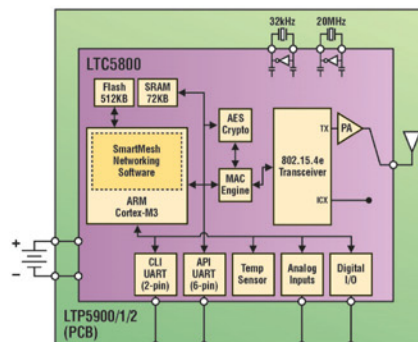 32kHz
20MHz
LTC5800
Flash
512KB
SRAM
72KB
AES
Crypto
TX
PA
SmartMesh
Networking
Software
MAC
Engine
802.15.4e
Transceiver
ARM
Cortex-M3
ICX
+
–
CLI
UART
(2-pin)
API
UART
(6-pin)
Temp
Sensor
Analog
Inputs
Digital
I/O
LTP5900/1/2
(PCB)